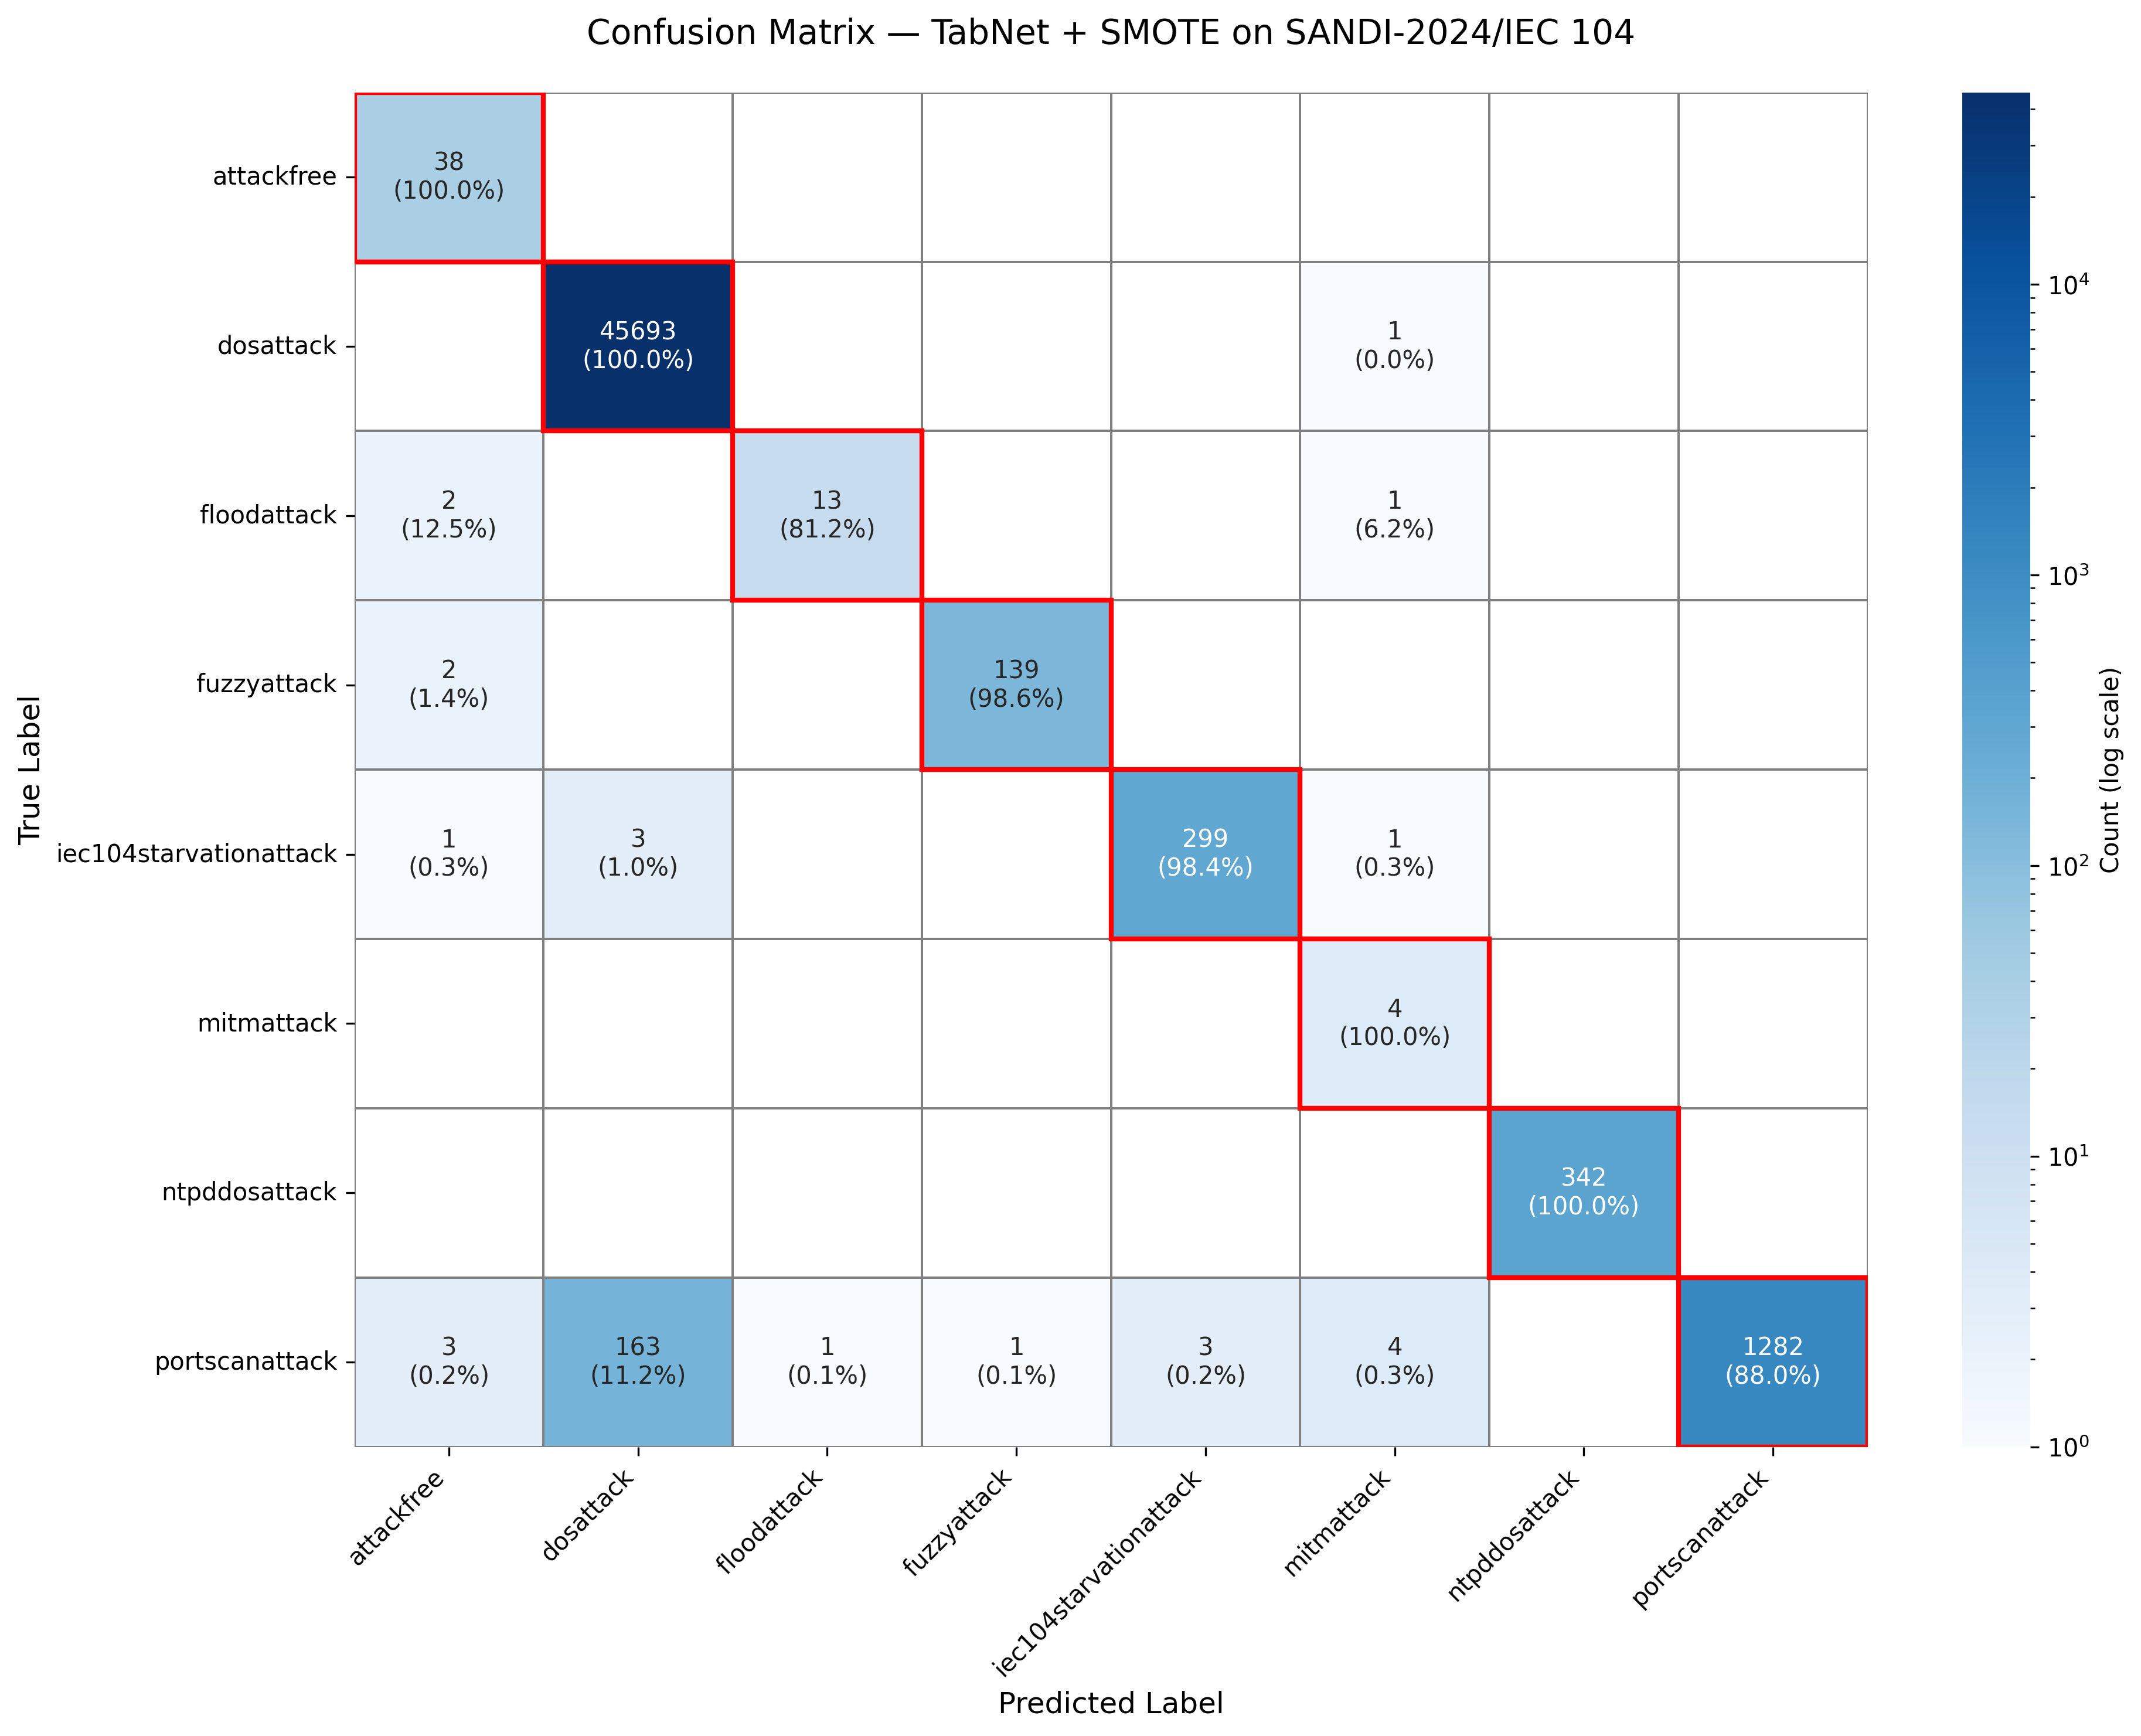 Confusion Matrix — TabNet + SMOTE on SANDI-2024/IEC 104
True Label
attackfree
38
(100.0%)
dosattack
45693
(100.0%)
1
(0.0%)
floodattack
2
(12.5%)
13
(81.2%)
1
(6.2%)
fuzzyattack
2
(1.4%)
139
(98.6%)
iec104starvationattack
1
(0.3%)
3
(1.0%)
299
(98.4%)
1
(0.3%)
mitmattack
4
(100.0%)
ntpddosattack
342
(100.0%)
portscanattack
3
(0.2%)
163
(11.2%)
1
(0.1%)
1
(0.1%)
3
(0.2%)
4
(0.3%)
1282
(88.0%)
attackfree
dosattack
floodattack
fuzzyattack
iec104starvationattack
mitmattack
ntpddosattack
portscanattack
Predicted Label
10⁴
10³
10²
10¹
10⁰
Count (log scale)